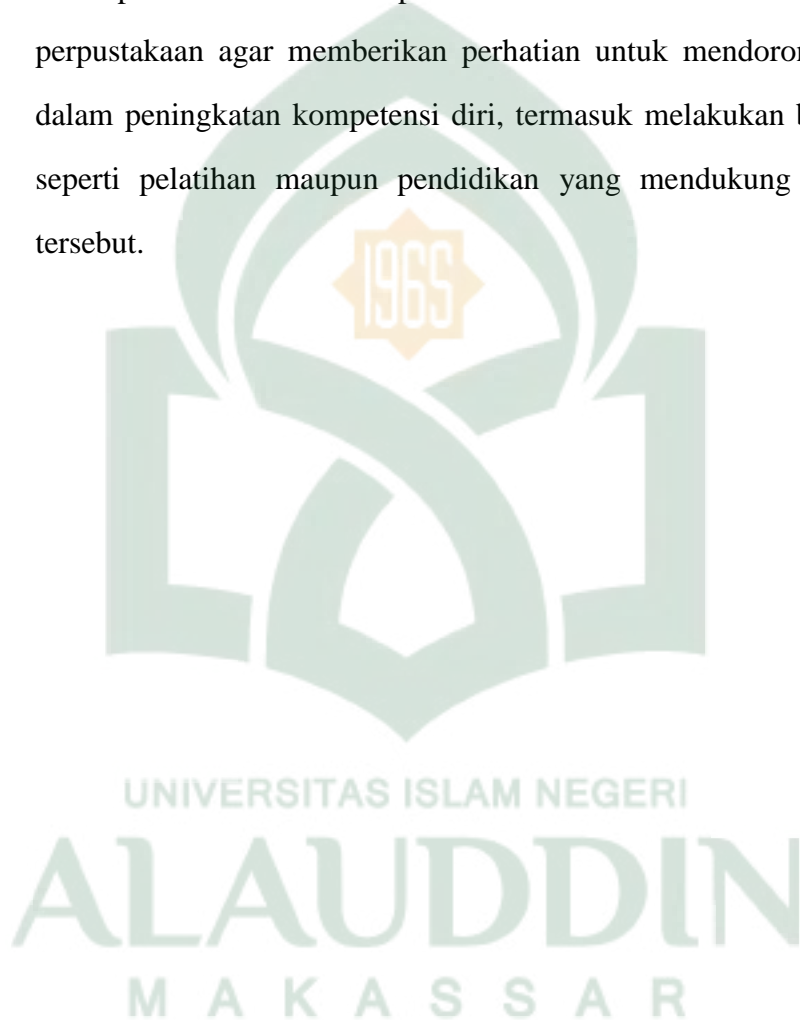 perpustakaan agar memberikan perhatian untuk
dalam peningkatan kompetensi diri, termasuk melakukan
seperti pelatihan maupun pendidikan yang mendukung
tersebut.
1965
UNIVERSITAS ISLAM NEGERI
ALAUDDIN
MAKASSAR